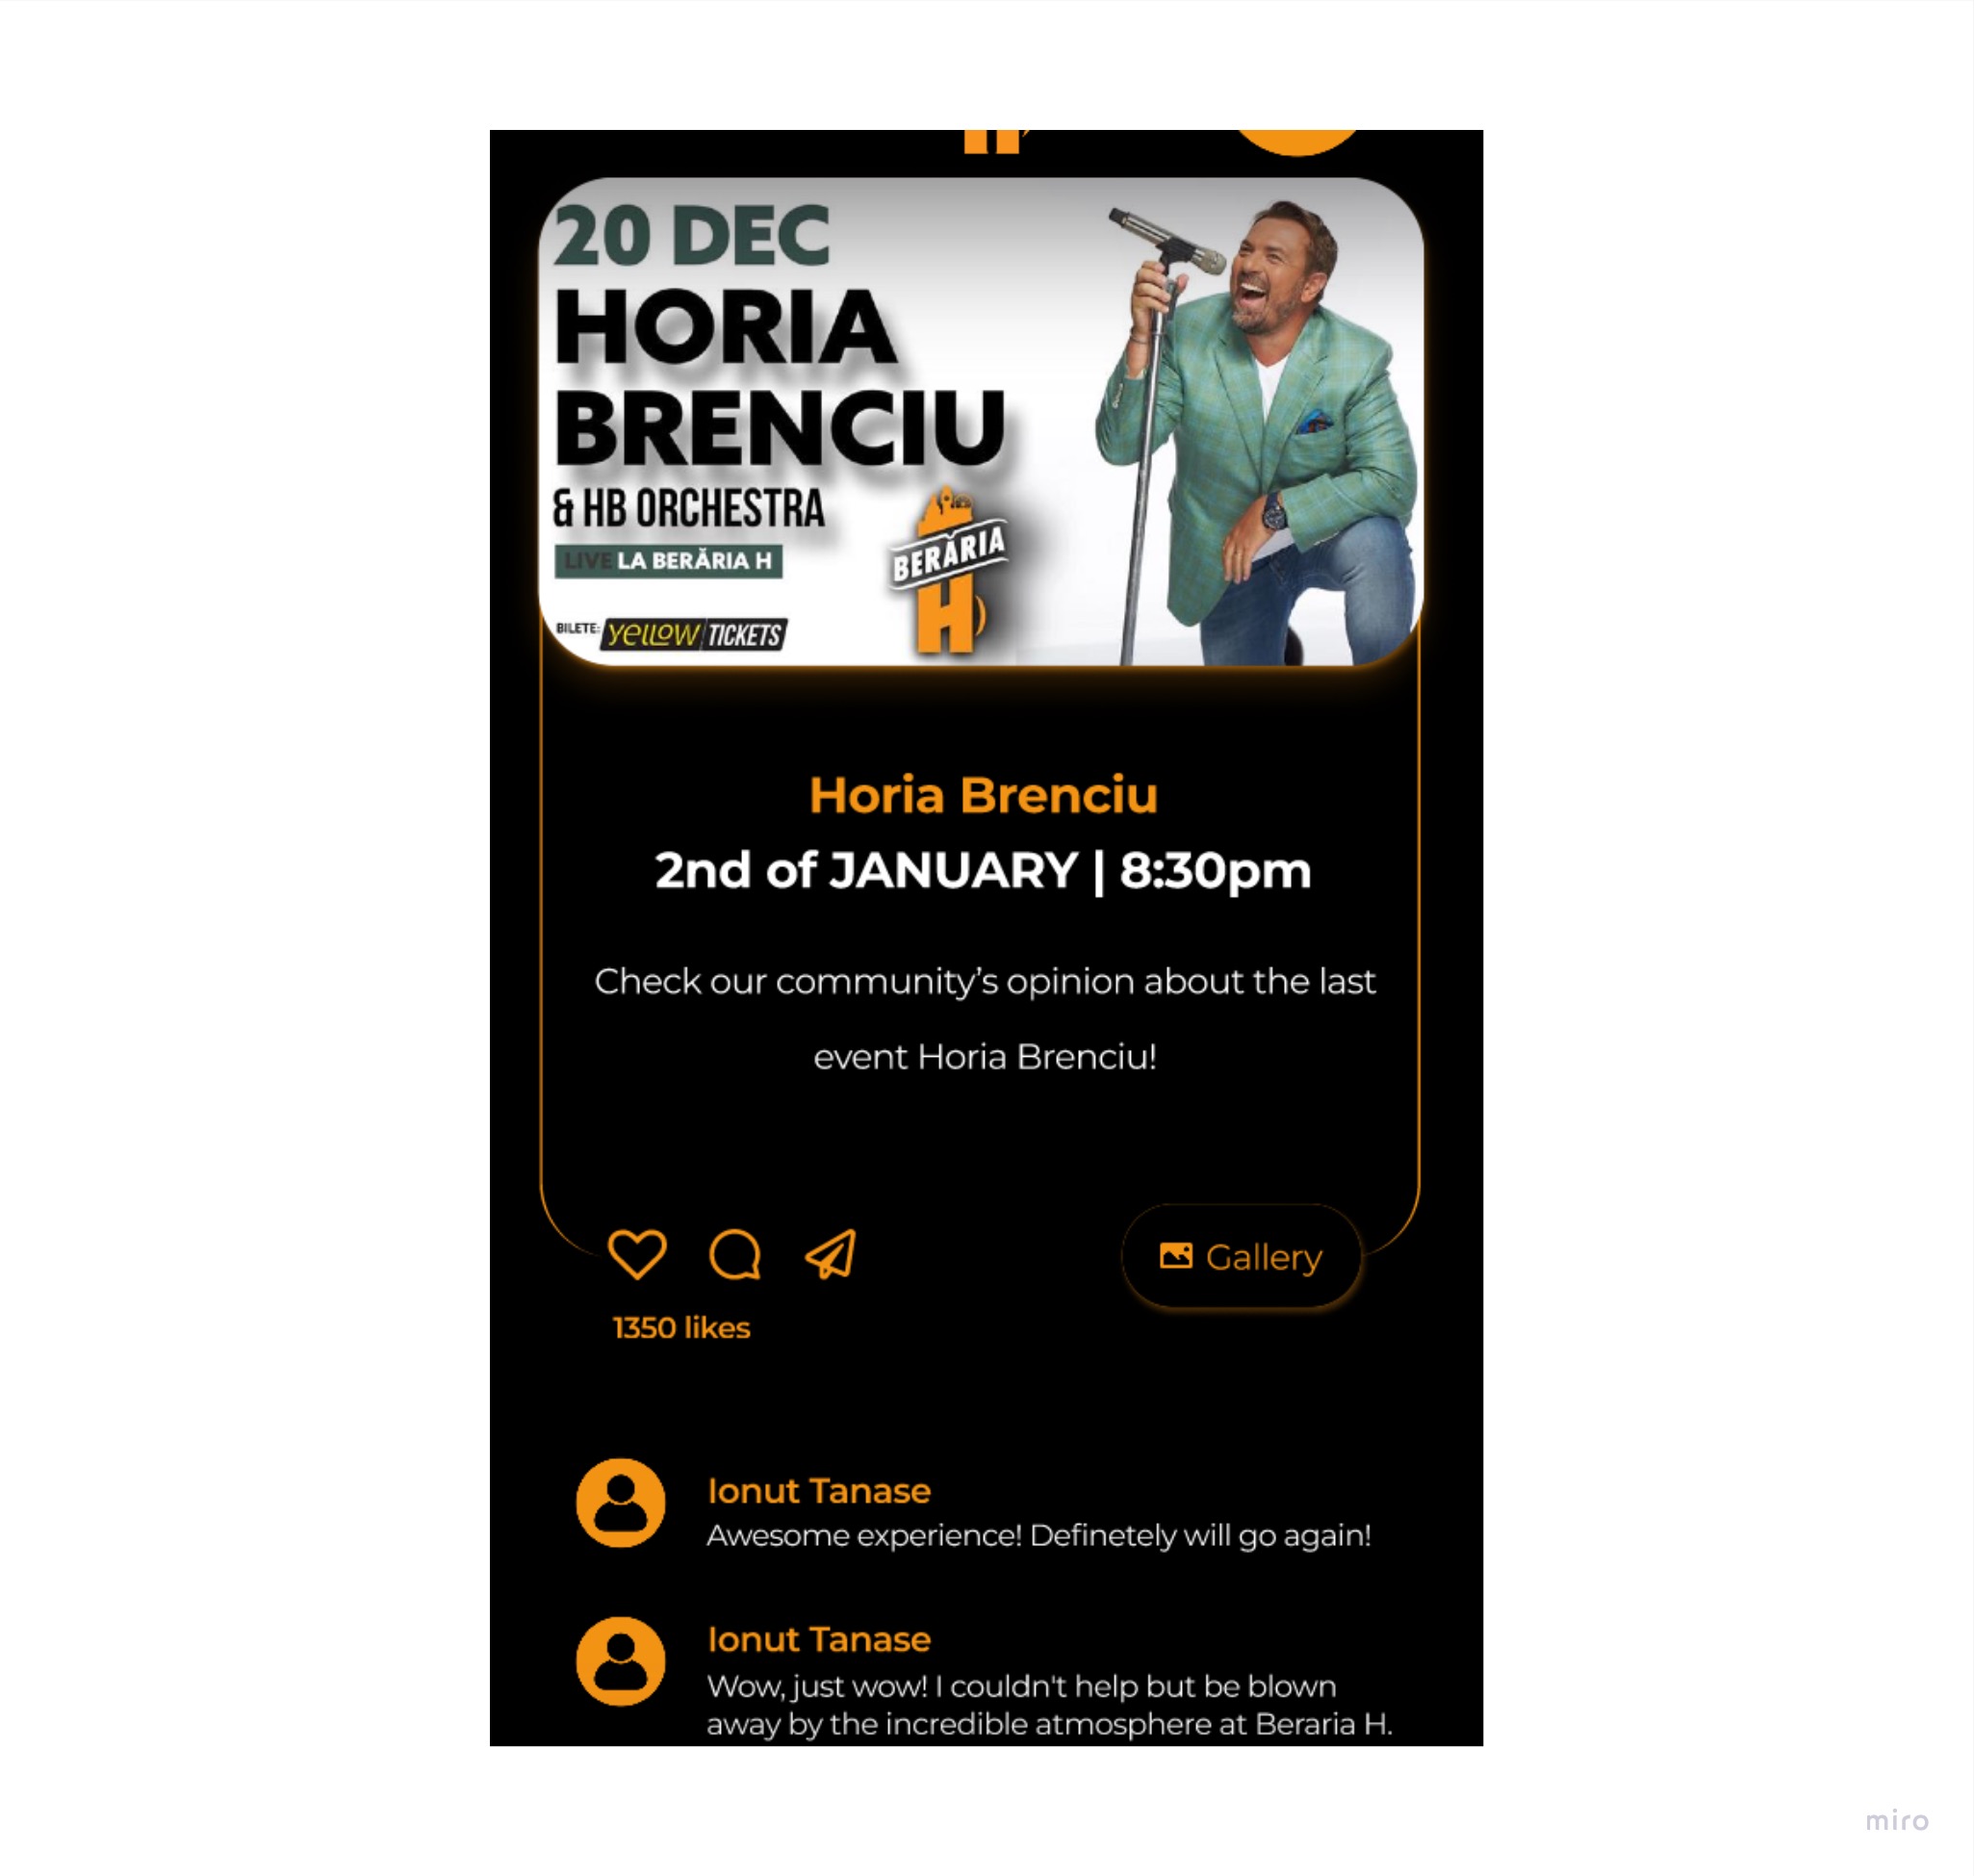 20 DEC
HORIA
BRENCIU
& HB ORCHESTRA
LIVE LA BERĂRIA H
BERĂRIA
H
BILETE: yellow TICKETS
Horia Brenciu
2nd of JANUARY | 8:30pm
Check our community’s opinion about the last
event Horia Brenciu!
Gallery
1350 likes
Ionut Tanase
Awesome experience! Definetely will go again!
Ionut Tanase
Wow, just wow! I couldn't help but be blown
away by the incredible atmosphere at Beraria H.
miro